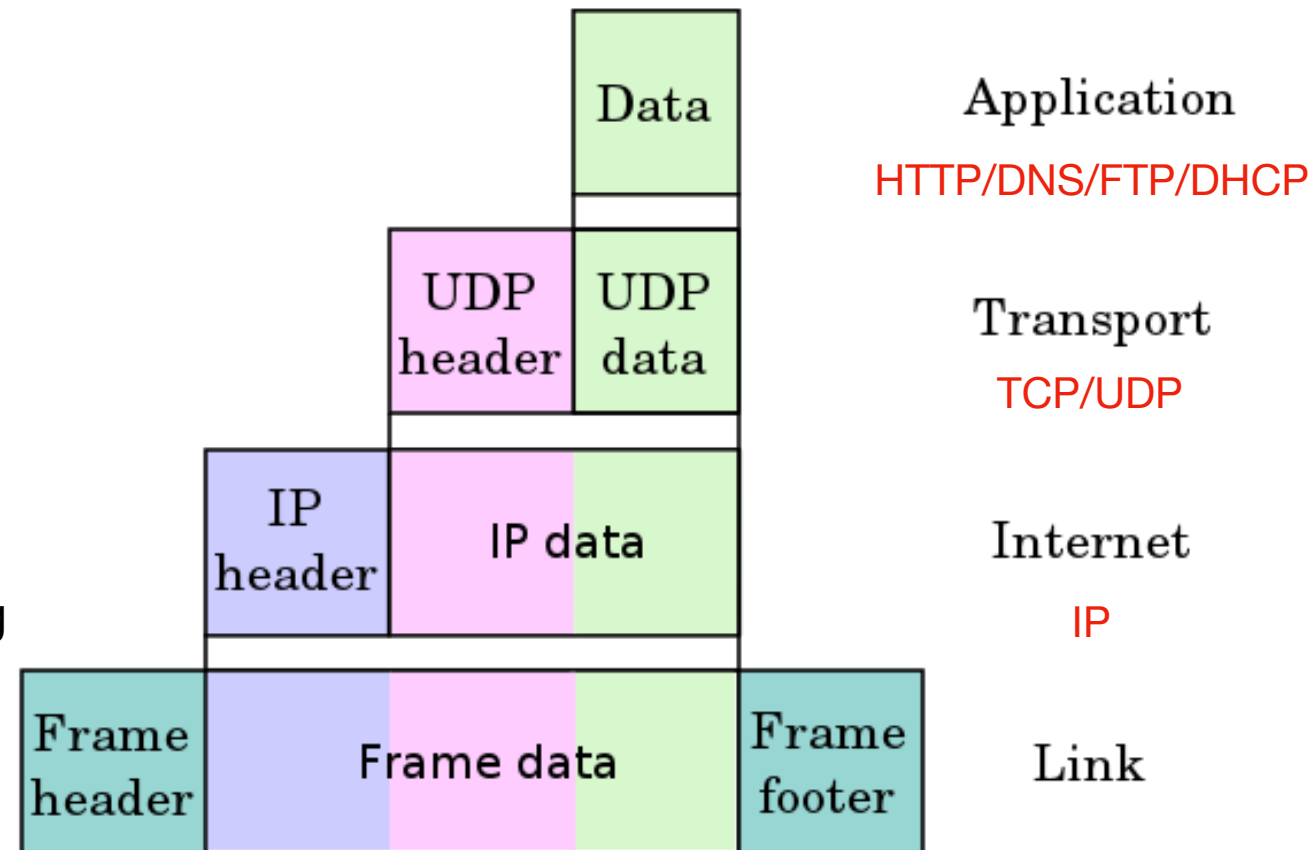 Data
Application
HTTP/DNS/FTP/DHCP
UDP
header
UDP
data
Transport
TCP/UDP
IP
header
IP data
Internet
g
IP
Frame
header
Frame data
Frame
footer
Link